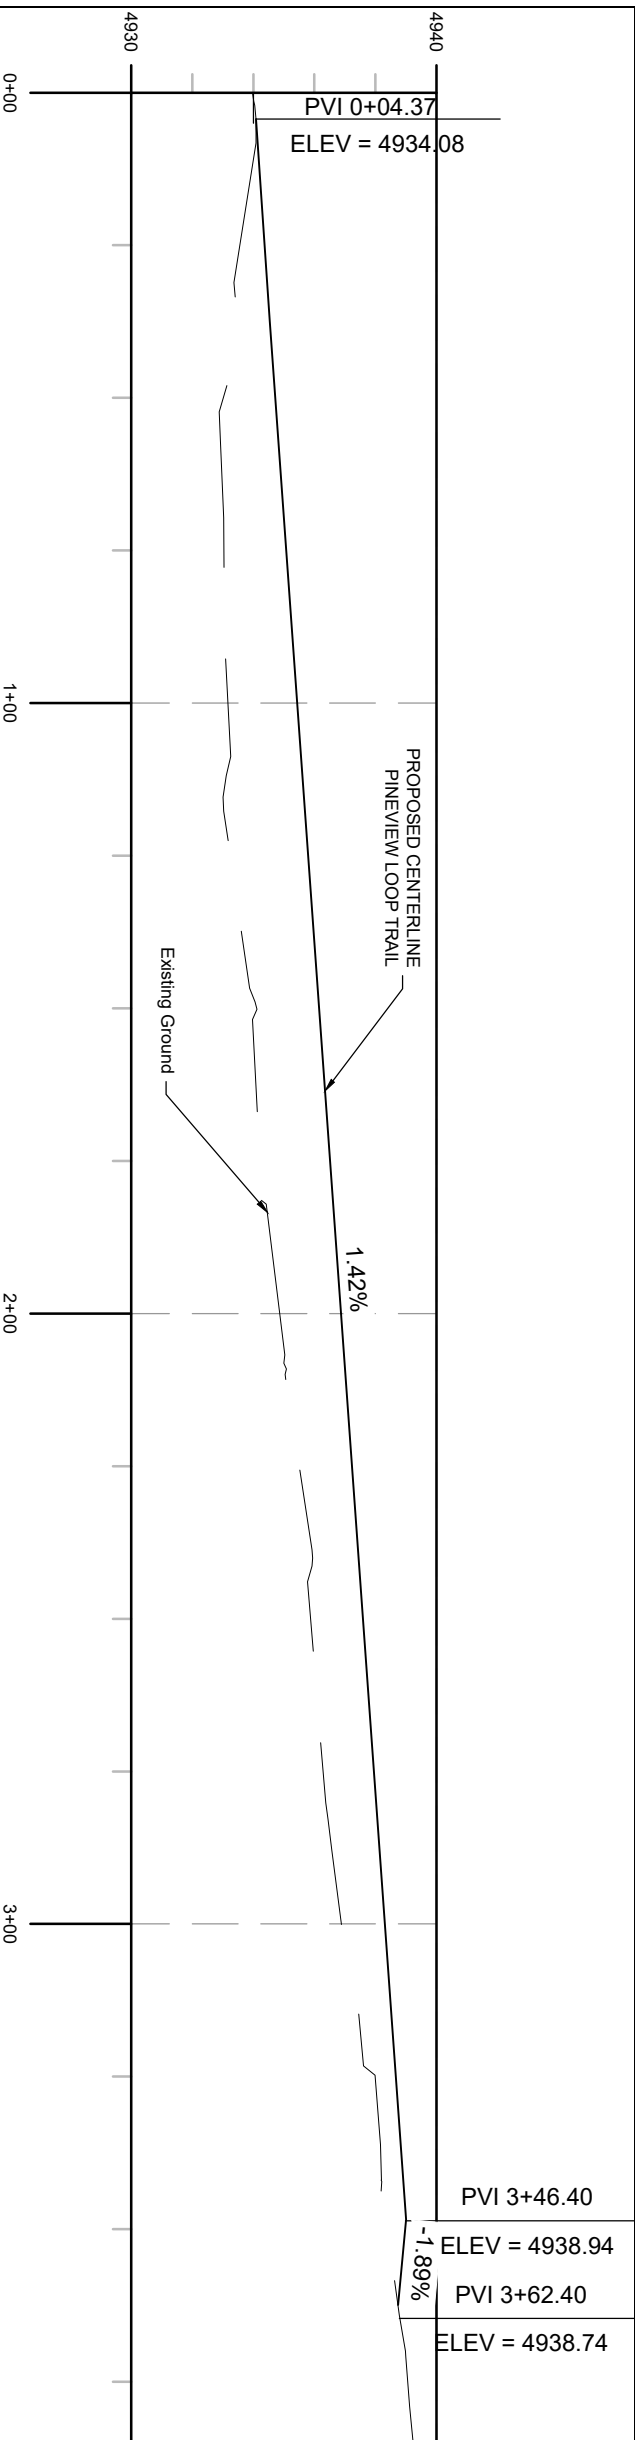 4940
4930
0+00
1+00
2+00
3+00
PVI 0+04.37
ELEV = 4934.08
PROPOSED CENTERLINE
PINEVIEW LOOP TRAIL
Existing Ground
1.42%
PVI 3+46.40
ELEV = 4938.94
-1.89%
PVI 3+62.40
ELEV = 4938.74